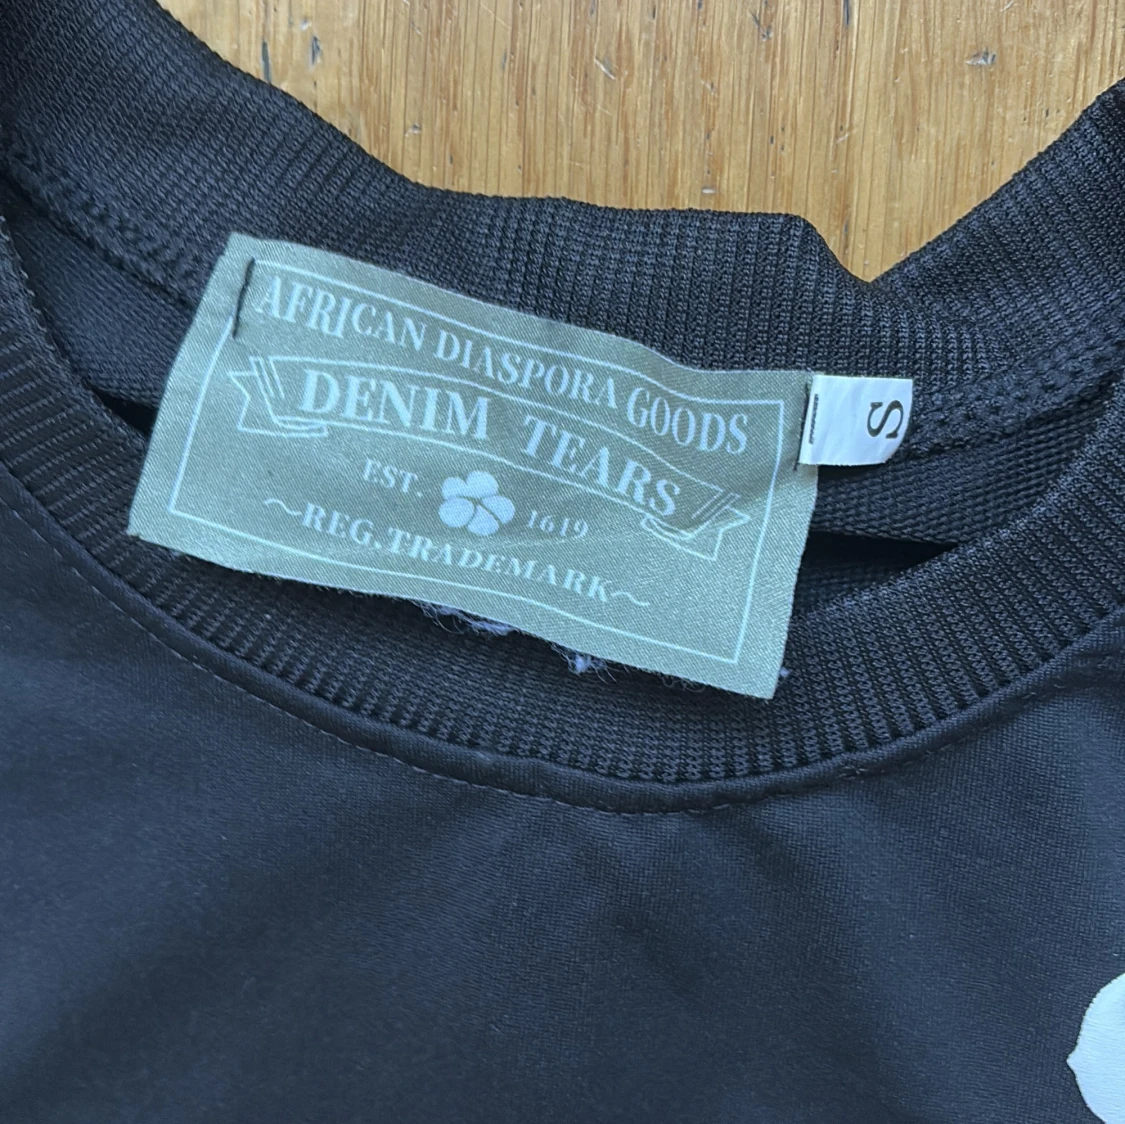 AFRICAN DIASPORA GOODS
DENIM TEARS
EST. 1619
~REG. TRADEMARK~
S